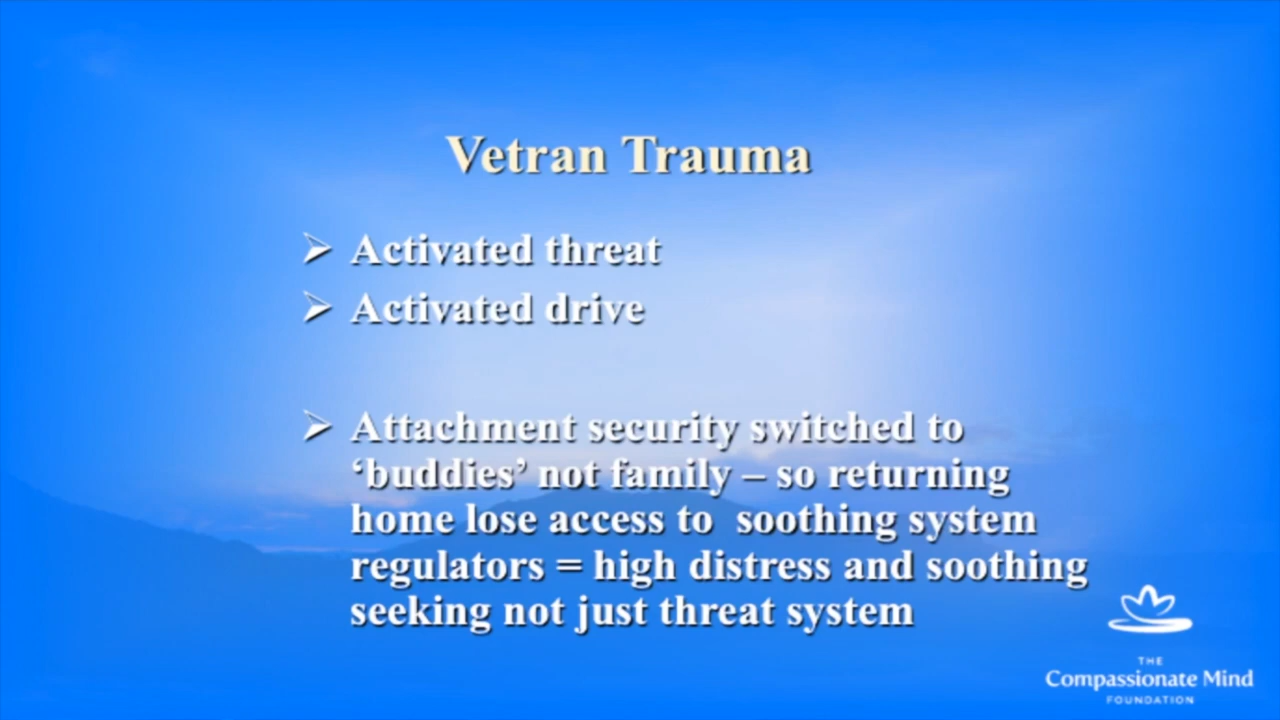 Vetran Trauma
➢ Activated threat
➢ Activated drive
➢ Attachment security switched to
‘buddies’ not family – so returning
home lose access to  soothing system
regulators = high distress and soothing
seeking not just threat system
THE
Compassionate Mind
FOUNDATION